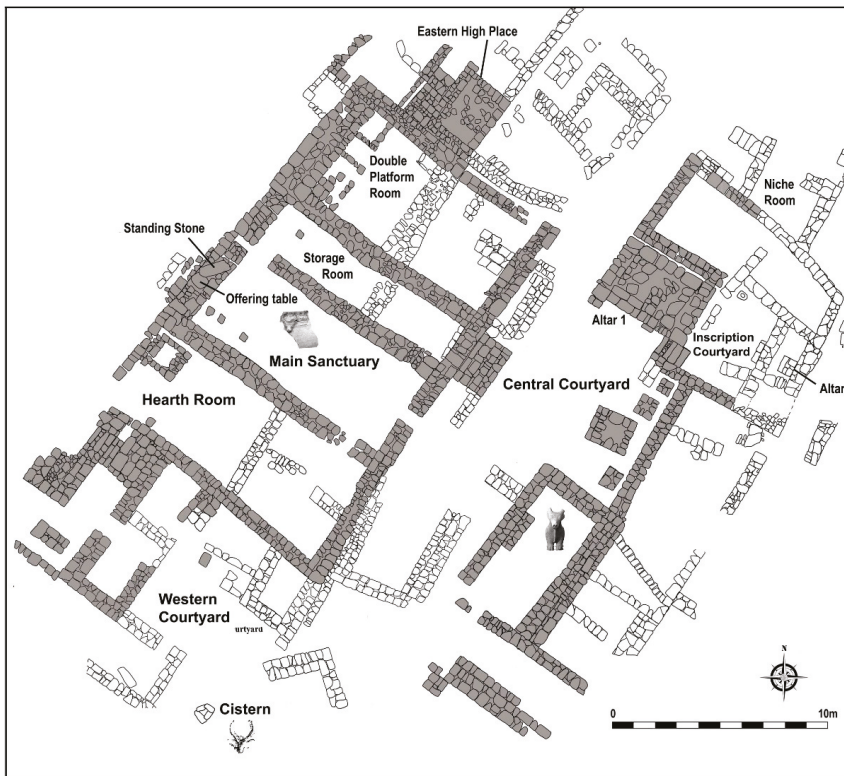 Eastern High Place
Double
Platform
Room
Niche
Room
Standing Stone
Storage
Room
Offering table
Altar 1
Inscription
Courtyard
Main Sanctuary
Central Courtyard
Altar
Hearth Room
Western
Courtyard
urtyard
Cistern
N
0
10m